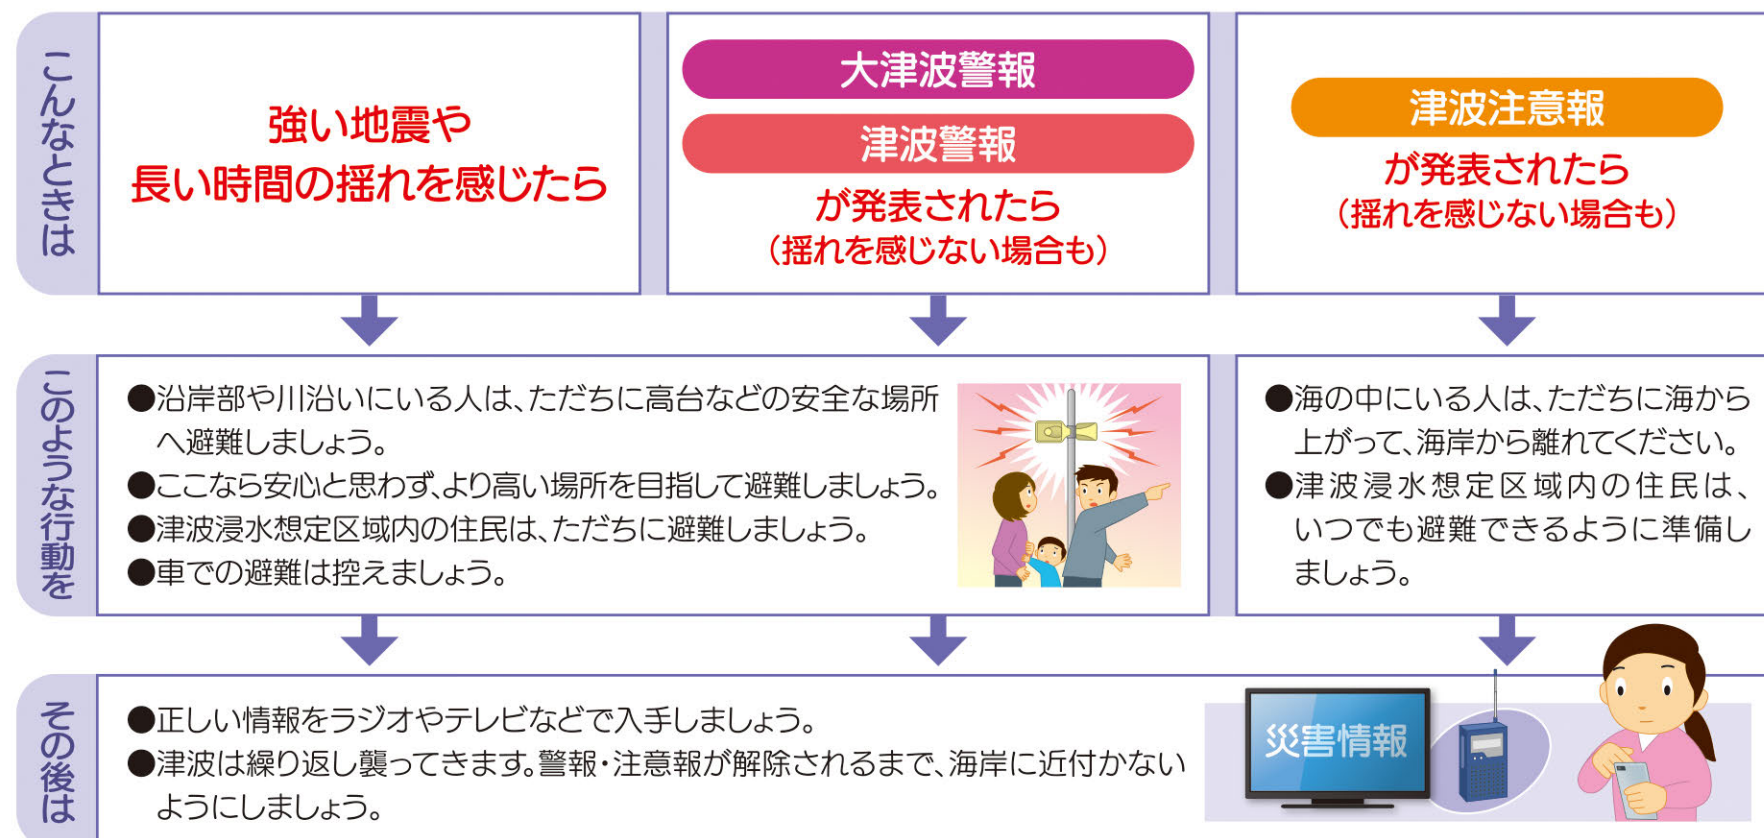 こんなときは
強い地震や
長い時間の揺れを感じたら
大津波警報
津波警報
が発表されたら
（揺れを感じない場合も）
津波注意報
が発表されたら
（揺れを感じない場合も）
このような行動を
●沿岸部や川沿いにいる人は、ただちに高台などの安全な場所
へ避難しましょう。
●ここなら安心と思わず、より高い場所を目指して避難しましょう。
●津波浸水想定区域内の住民は、ただちに避難しましょう。
●車での避難は控えましょう。
●海の中にいる人は、ただちに海から
上がって、海岸から離れてください。
●津波浸水想定区域内の住民は、
いつでも避難できるように準備し
ましょう。
その後は
●正しい情報をラジオやテレビなどで入手しましょう。
●津波は繰り返し襲ってきます。警報・注意報が解除されるまで、海岸に近付かない
ようにしましょう。
災害情報